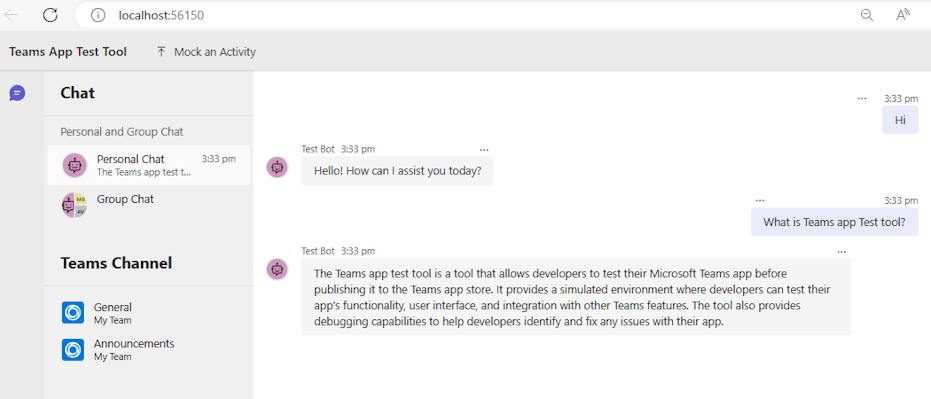 localhost:56150
Teams App Test Tool
Mock an Activity
Chat
Personal and Group Chat
Personal Chat 3:33 pm
The Teams app test t...
MB
AV
Group Chat
Teams Channel
General
My Team
Announcements
My Team
... 3:33 pm
Hi
Test Bot 3:33 pm ...
Hello! How can I assist you today?
... 3:33 pm
What is Teams app Test tool?
Test Bot 3:33 pm ...
The Teams app test tool is a tool that allows developers to test their Microsoft Teams app before
publishing it to the Teams app store. It provides a simulated environment where developers can test their
app's functionality, user interface, and integration with other Teams features. The tool also provides
debugging capabilities to help developers identify and fix any issues with their app.